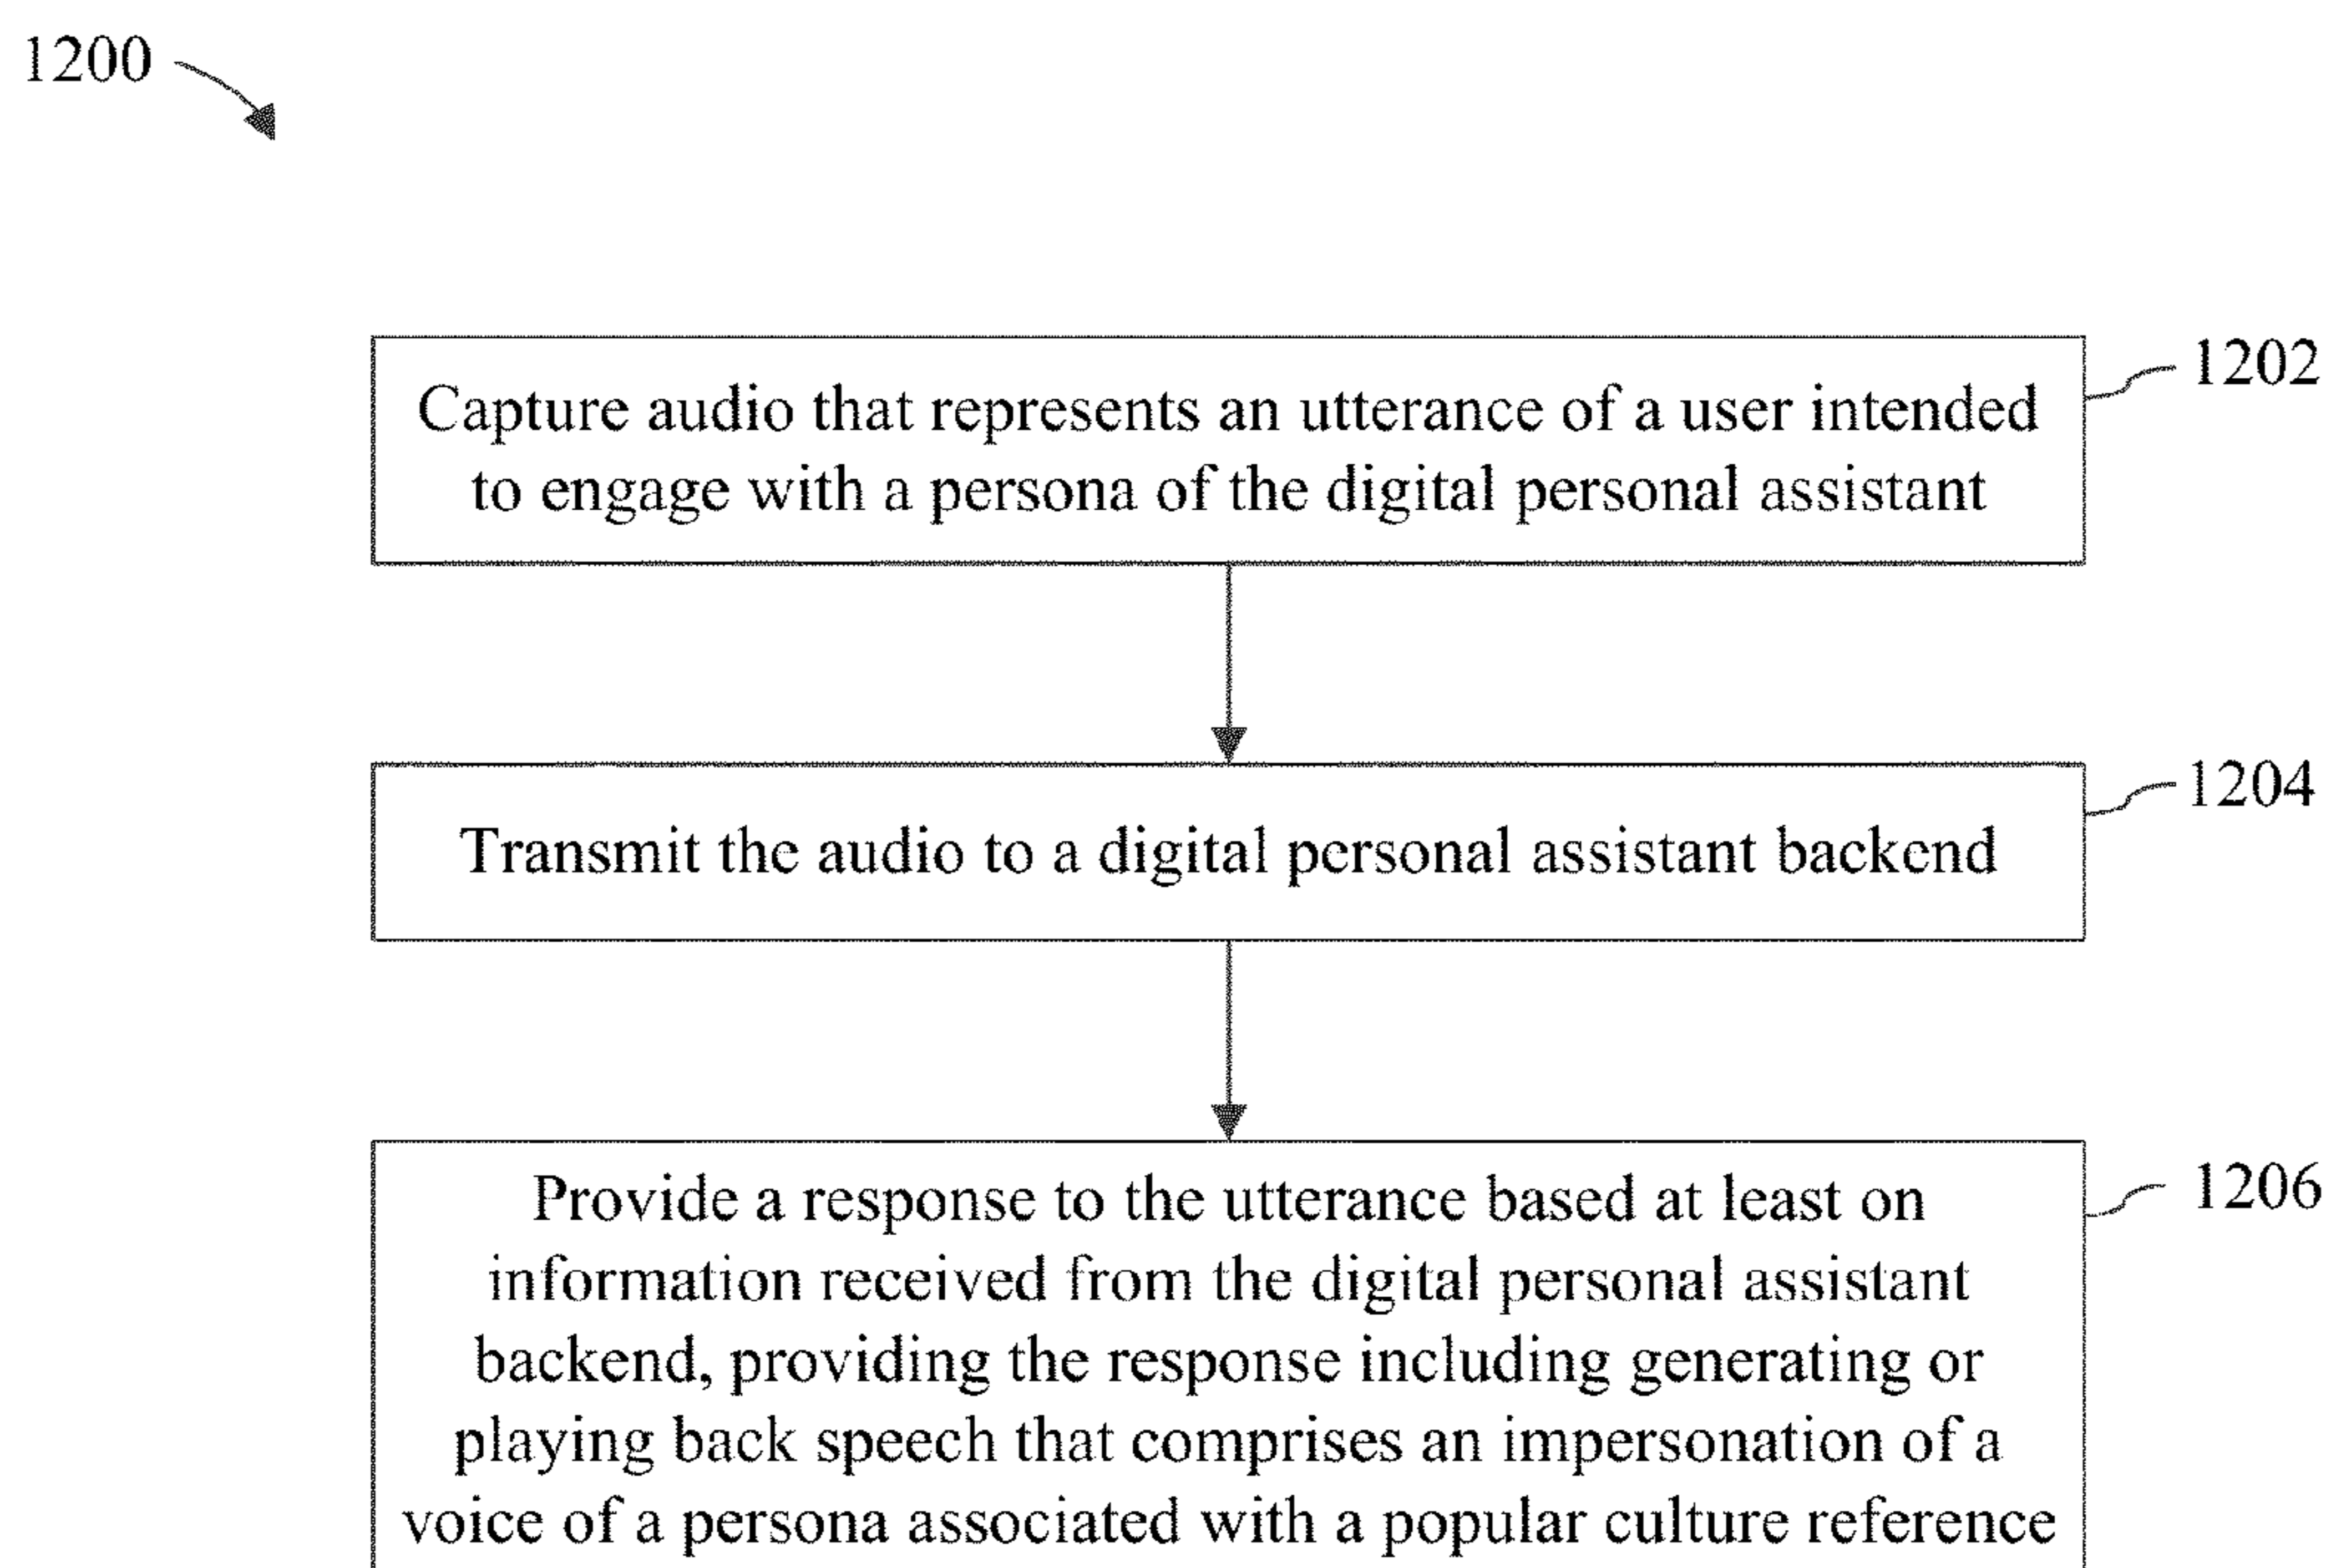 1200
1202
Capture audio that represents an utterance of a user intended
to engage with a persona of the digital personal assistant
1204
Transmit the audio to a digital personal assistant backend
1206
Provide a response to the utterance based at least on
information received from the digital personal assistant
backend, providing the response including generating or
playing back speech that comprises an impersonation of a
voice of a persona associated with a popular culture reference